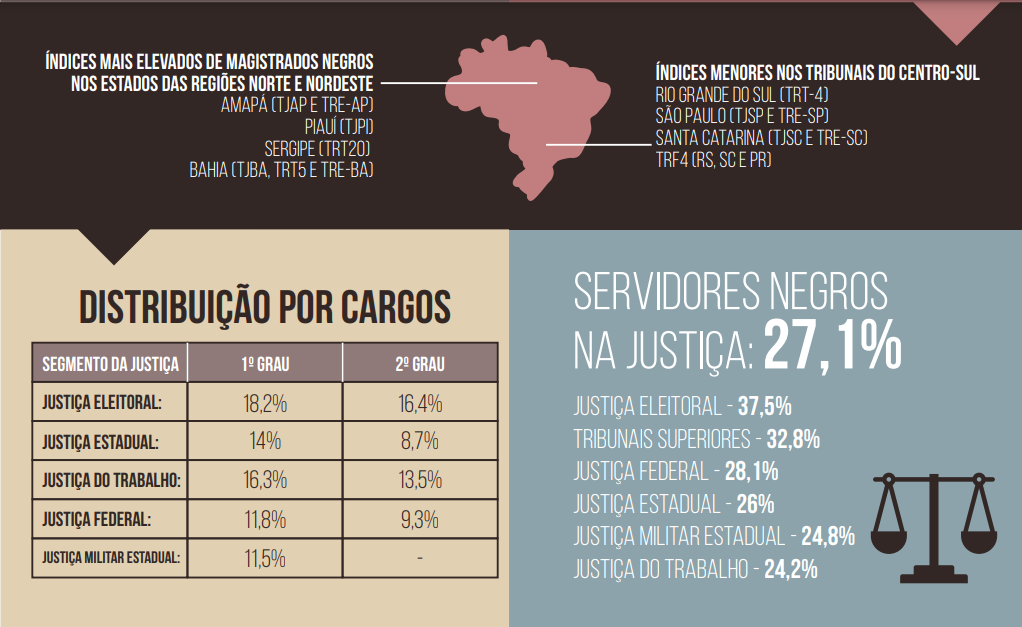 ÍNDICES MAIS ELEVADOS DE MAGISTRADOS NEGROS
NOS ESTADOS DAS REGIÕES NORTE E NORDESTE
AMAPÁ (TJAP E TRE-AP)
PIAUÍ (TJPI)
SERGIPE (TRT20)
BAHIA (TJBA, TRT5 E TRE-BA)
ÍNDICES MENORES NOS TRIBUNAIS DO CENTRO-SUL
RIO GRANDE DO SUL (TRT-4)
SÃO PAULO (TJSP E TRE-SP)
SANTA CATARINA (TJSC E TRE-SC)
TRF4 (RS, SC E PR)
DISTRIBUIÇÃO POR CARGOS
SEGMENTO DA JUSTIÇA 1º GRAU 2º GRAU
JUSTIÇA ELEITORAL: 18,2% 16,4%
JUSTIÇA ESTADUAL: 14% 8,7%
JUSTIÇA DO TRABALHO: 16,3% 13,5%
JUSTIÇA FEDERAL: 11,8% 9,3%
JUSTIÇA MILITAR ESTADUAL: 11,5% -
SERVIDORES NEGROS
NA JUSTIÇA: 27,1%
JUSTIÇA ELEITORAL - 37,5%
TRIBUNAIS SUPERIORES - 32,8%
JUSTIÇA FEDERAL - 28,1%
JUSTIÇA ESTADUAL - 26%
JUSTIÇA MILITAR ESTADUAL - 24,8%
JUSTIÇA DO TRABALHO - 24,2%